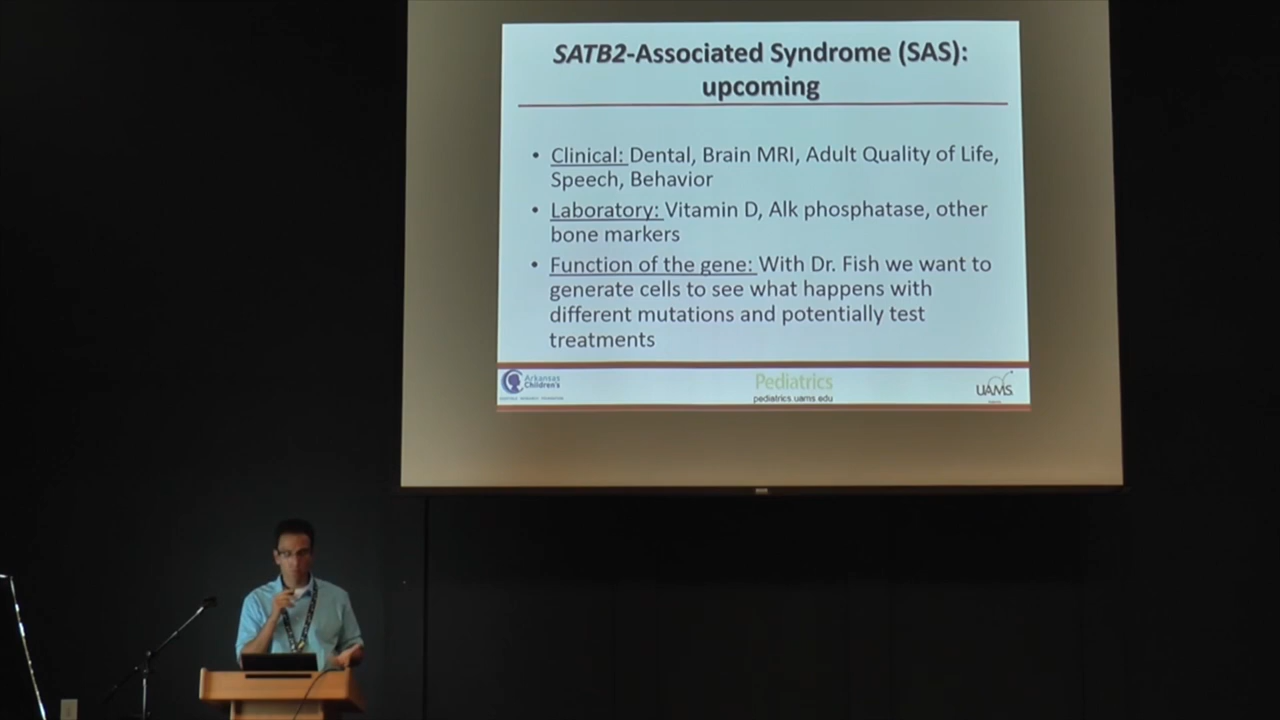 SATB2-Associated Syndrome (SAS):
upcoming
• Clinical: Dental, Brain MRI, Adult Quality of Life,
Speech, Behavior
• Laboratory: Vitamin D, Alk phosphatase, other
bone markers
• Function of the gene: With Dr. Fish we want to
generate cells to see what happens with
different mutations and potentially test
treatments
Arkansas
Children's
Pediatrics
pediatrics.uams.edu
UAMS